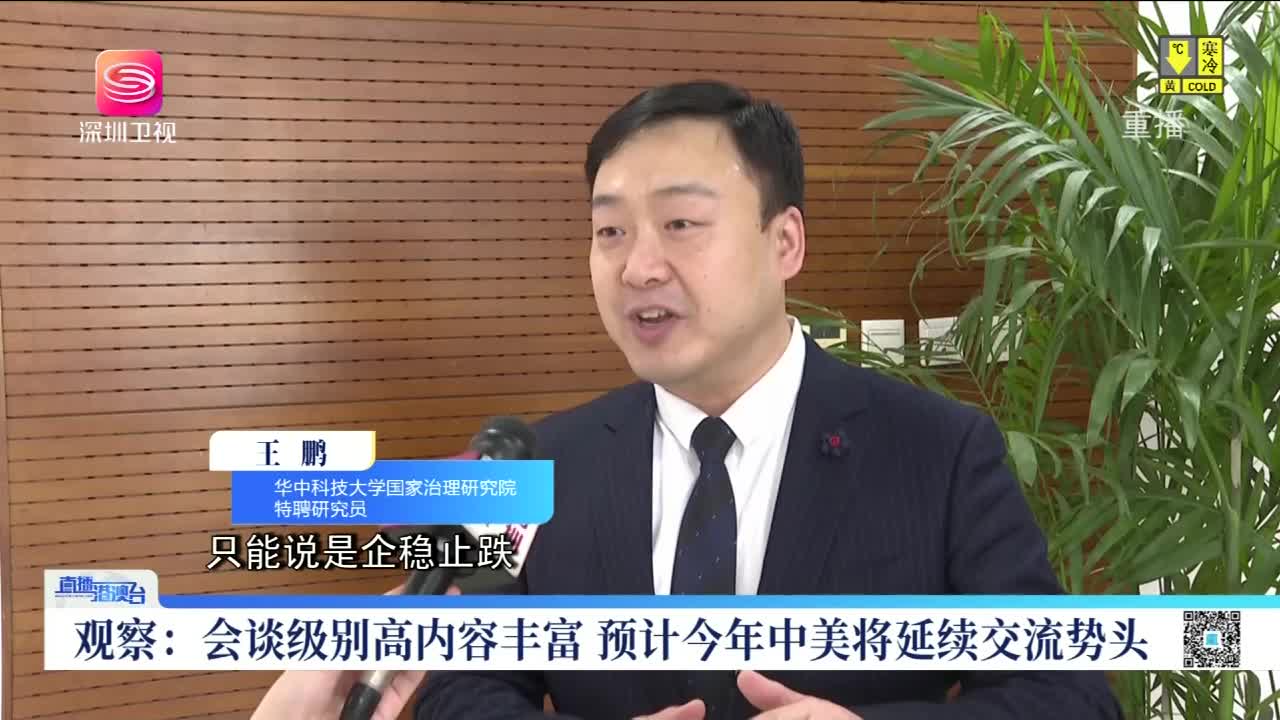 深圳卫视
℃
寒冷
黄
COLD
重播
王 鹏
华中科技大学国家治理研究院
特聘研究员
只能说是企稳止跌
直播港澳台
观察：会谈级别高内容丰富 预计今年中美将延续交流势头